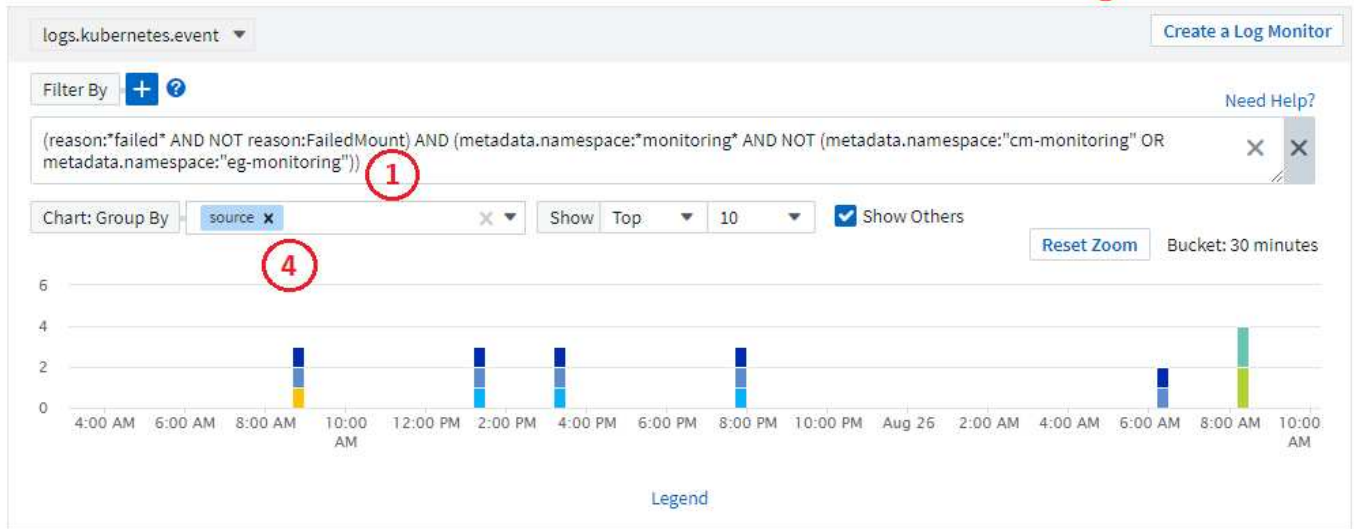 logs.kubernetes.event
Create a Log Monitor
Filter By + ?
Need Help?
(reason:*failed* AND NOT reason:FailedMount) AND (metadata.namespace:*monitoring* AND NOT (metadata.namespace:"cm-monitoring" OR
metadata.namespace:"eg-monitoring"))
1
Chart: Group By source x Show Top 10 Show Others
Reset Zoom Bucket: 30 minutes
4
6
4
2
0
4:00 AM 6:00 AM 8:00 AM 10:00 AM 12:00 PM 2:00 PM 4:00 PM 6:00 PM 8:00 PM 10:00 PM Aug 26 2:00 AM 4:00 AM 6:00 AM 8:00 AM 10:00 AM
Legend